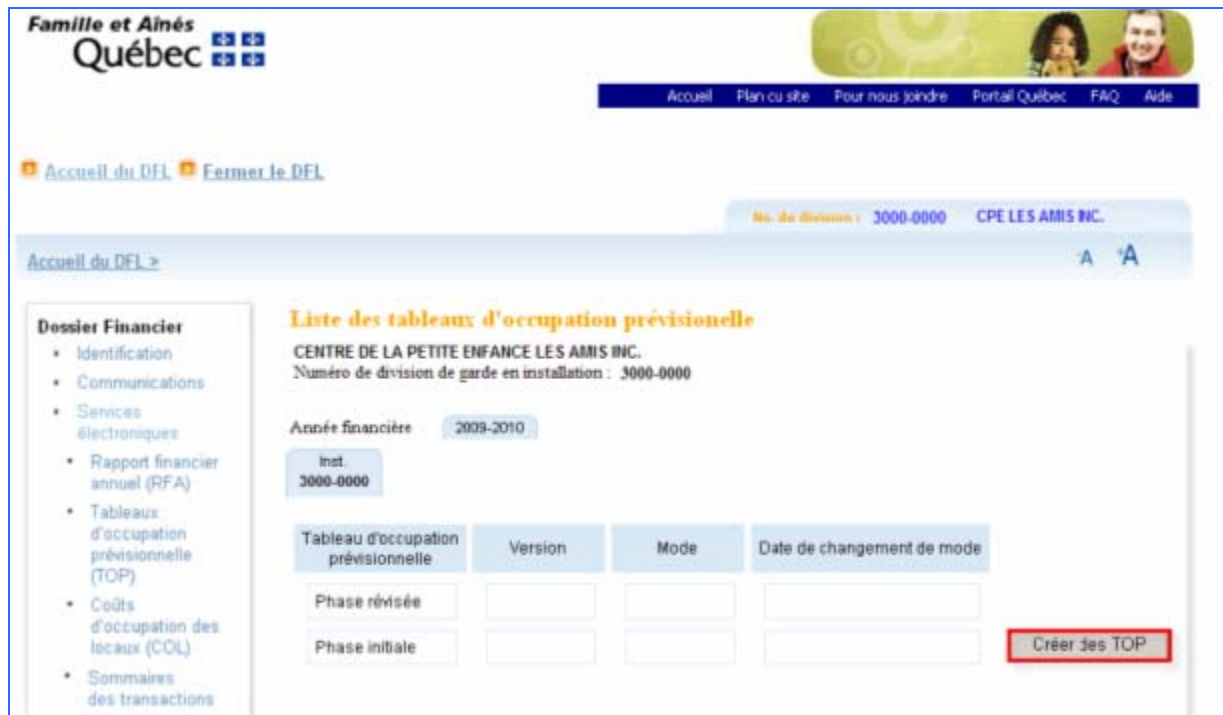 Famille et Aînés
Québec
Accueil Plan cu site Pour nous joindre Portail Québec FAQ Aide
Accueil du DFL Fermer le DFL
No. de division : 3000-0000 CPE LES AMIS INC.
Accueil du DFL >
A A
Dossier Financier
• Identification
• Communications
• Services
électroniques
• Rapport financier
annuel (RFA)
• Tableaux
d'occupation
prévisionnelle
(TOP)
• Coûts
d'occupation des
locaux (COL)
• Sommaires
des transactions
Liste des tableaux d'occupation prévisionelle
CENTRE DE LA PETITE ENFANCE LES AMIS INC.
Numéro de division de garde en installation : 3000-0000
Année financière 2009-2010
Inst.
3000-0000
Tableau d'occupation
prévisionnelle
Version
Mode
Date de changement de mode
Phase révisée
Phase initiale
Créer des TOP